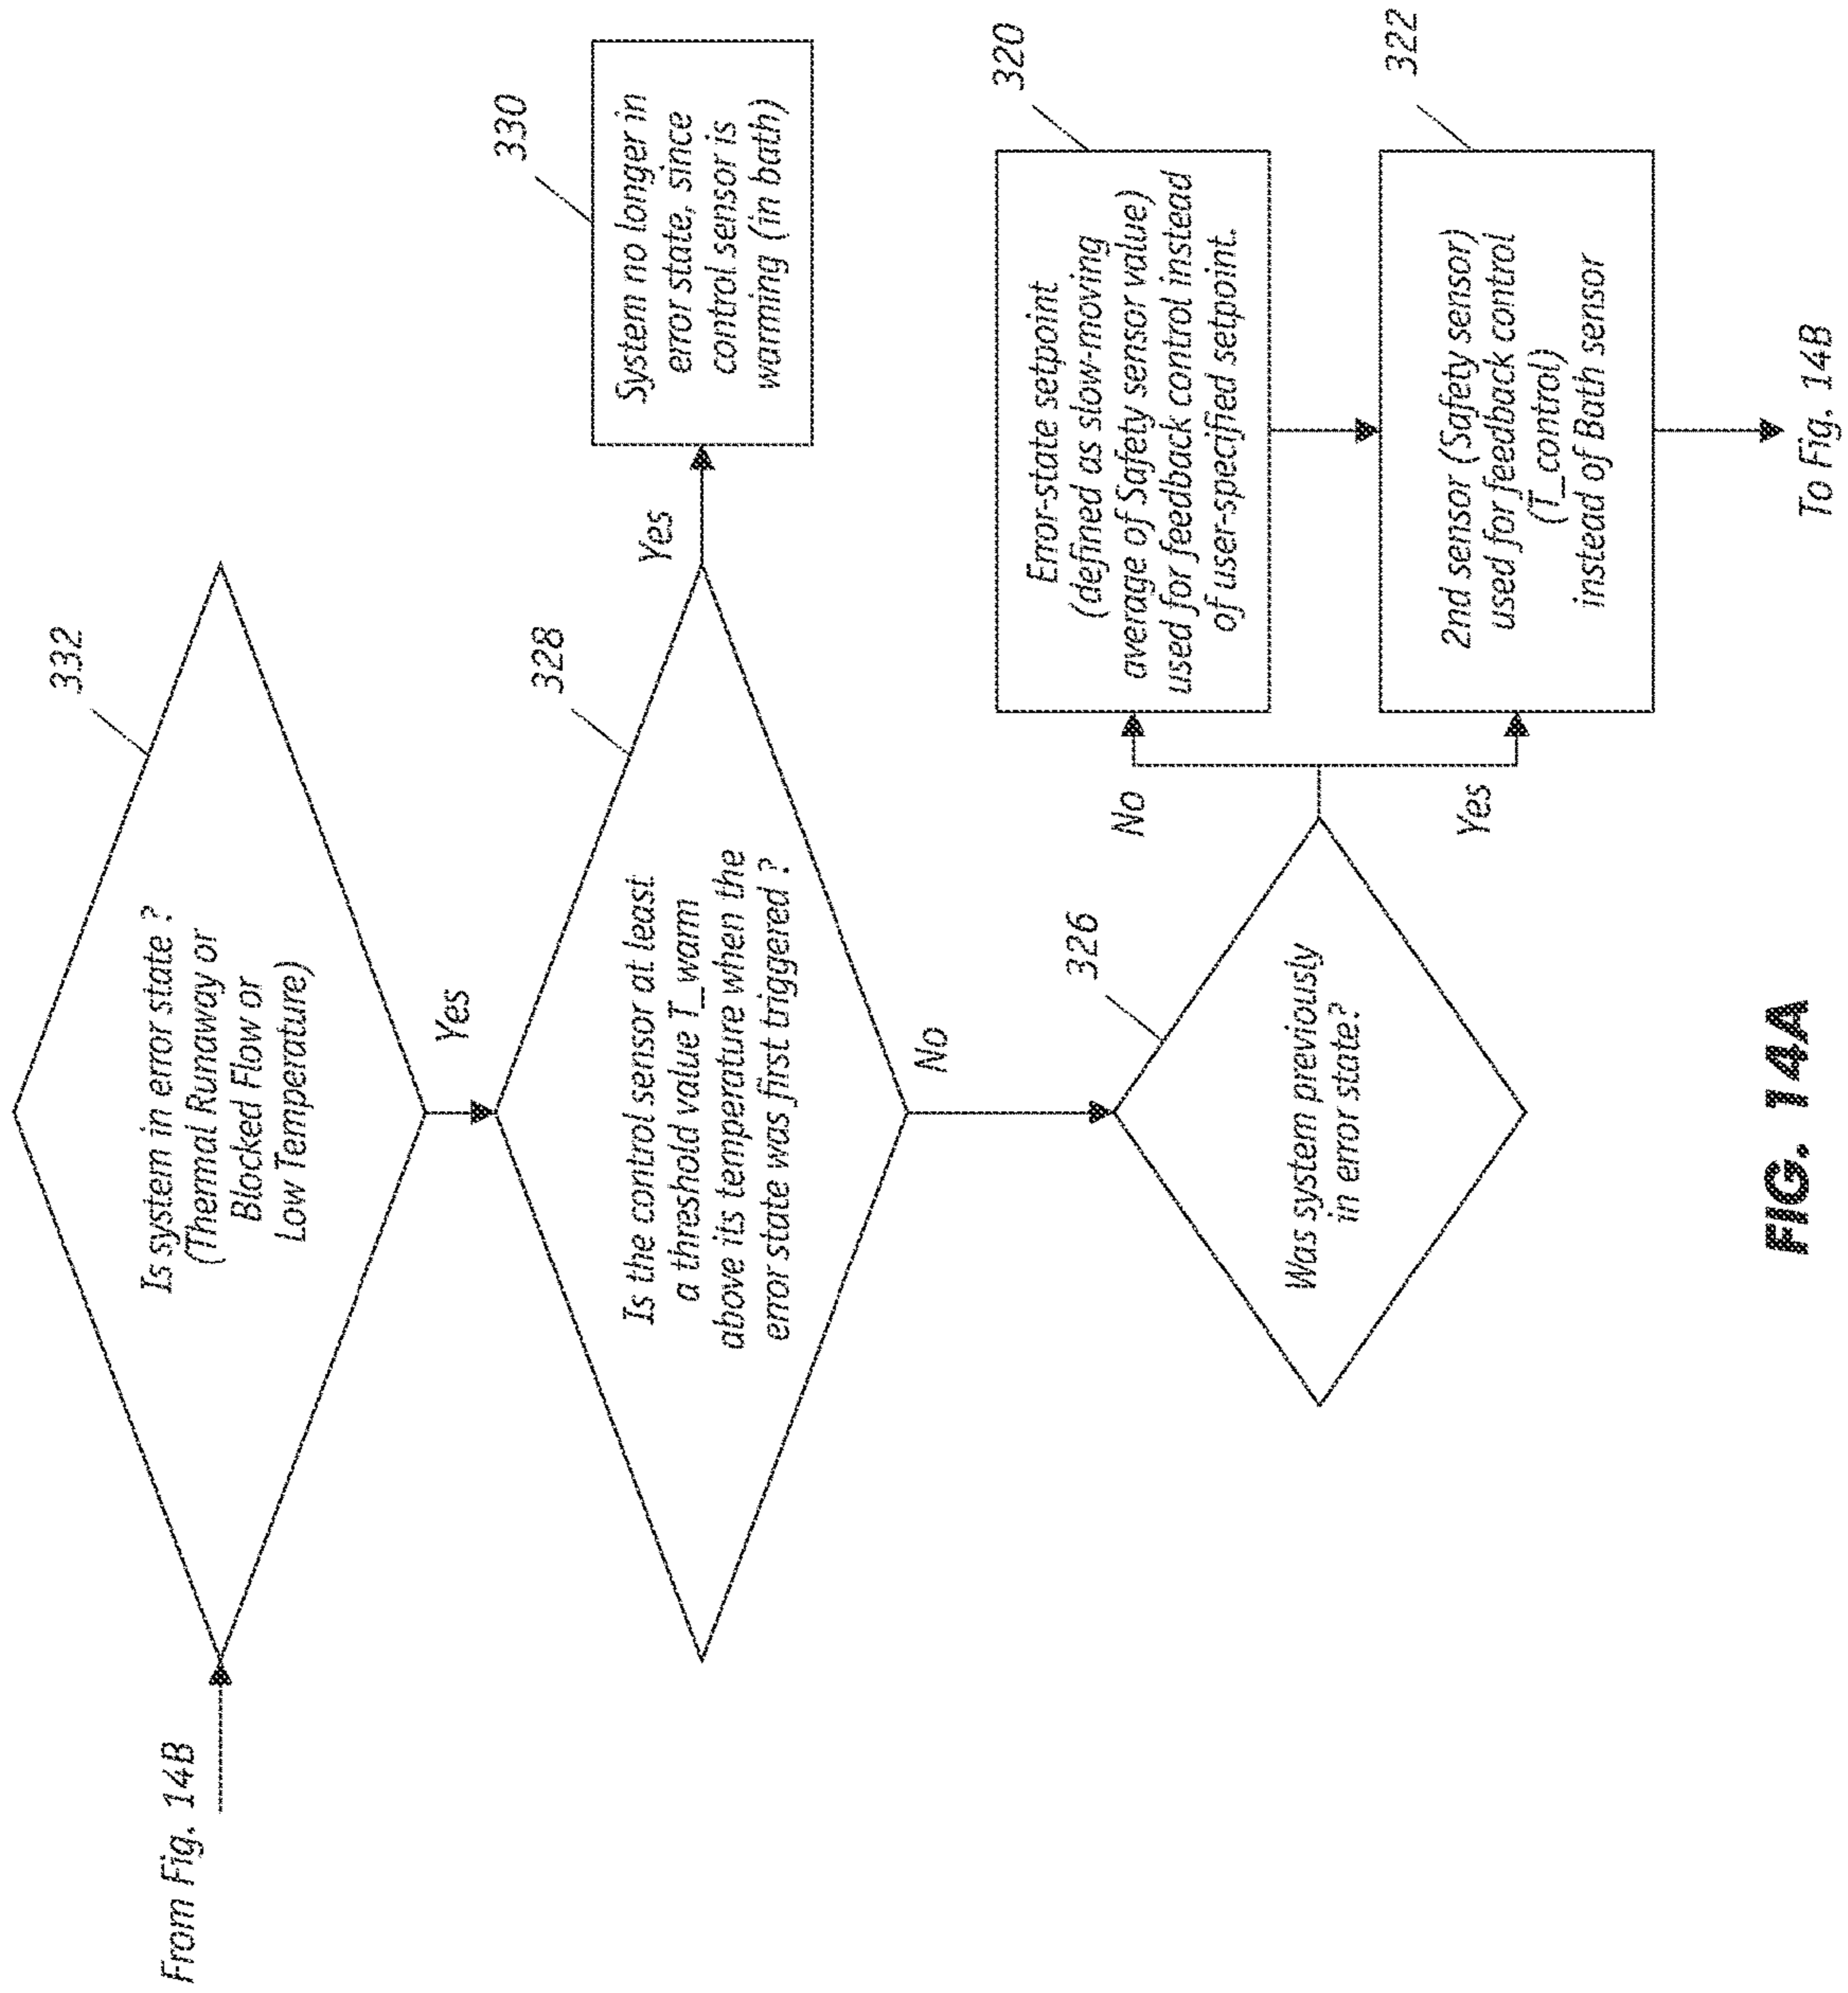 From Fig. 14B
332
Is system in error state ?
(Thermal Runaway or
Blocked Flow or
Low Temperature)
Yes
328
Is the control sensor at least
a threshold value T_wam
above its temperature when the
error state was first triggered ?
Yes
330
System no longer in
error state, since
control sensor is
warming (in bath)
No
326
Was system previously
in error state?
No
320
Error-state setpoint
(defined as slow-moving
average of Safety sensor value)
used for feedback control instead
of user-specified setpoint.
Yes
322
2nd sensor (Safety sensor)
used for feedback control
(T_control)
instead of Bath sensor
To Fig. 14B
FIG. 14A